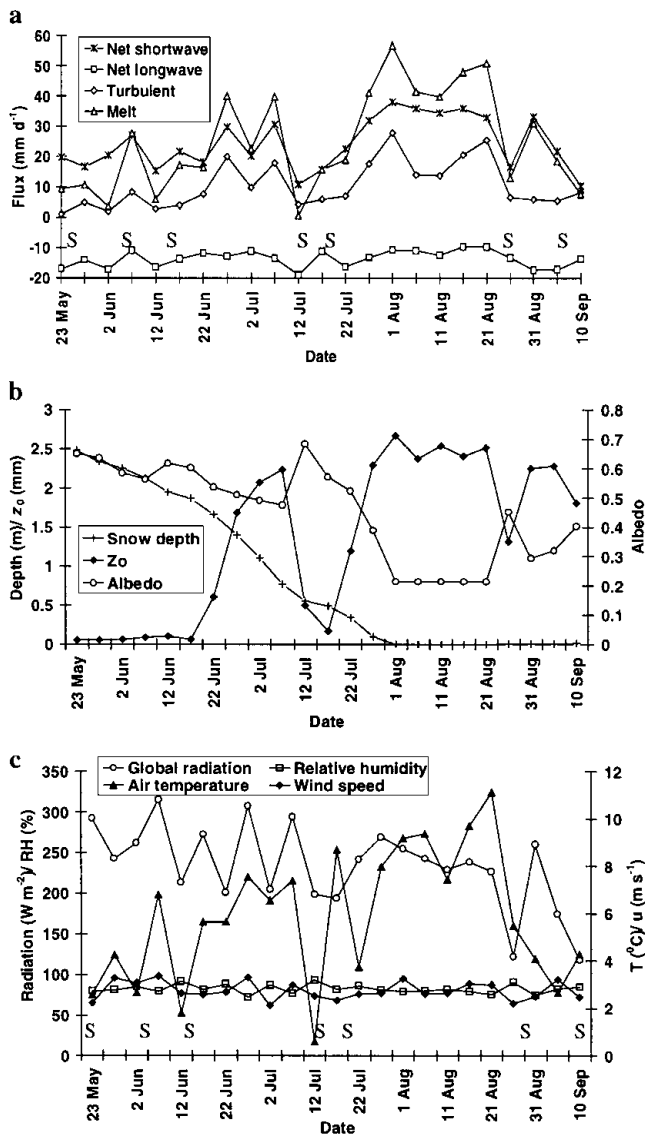 a
60
50
40
30
20
10
0
-10
-20
Flux (mm d⁻¹)
Net shortwave
Net longwave
Turbulent
Melt
S S S S S S S
23 May 2 Jun 12 Jun 22 Jun 2 Jul 12 Jul 22 Jul 1 Aug 11 Aug 21 Aug 31 Aug 10 Sep
Date
b
3
2.5
2
1.5
1
0.5
0
Depth (m)/ z₀ (mm)
Snow depth
Zo
Albedo
0.8
0.7
0.6
0.5
0.4
0.3
0.2
0.1
0
Albedo
23 May 2 Jun 12 Jun 22 Jun 2 Jul 12 Jul 22 Jul 1 Aug 11 Aug 21 Aug 31 Aug 10 Sep
Date
c
Global radiation Relative humidity
Air temperature Wind speed
350
300
250
200
150
100
50
0
Radiation (W m⁻²)/ RH (%)
12
10
8
6
4
2
0
T (⁰C)/ u (m s⁻¹)
S S S S S S S
23 May 2 Jun 12 Jun 22 Jun 2 Jul 12 Jul 22 Jul 1 Aug 11 Aug 21 Aug 31 Aug 10 Sep
Date